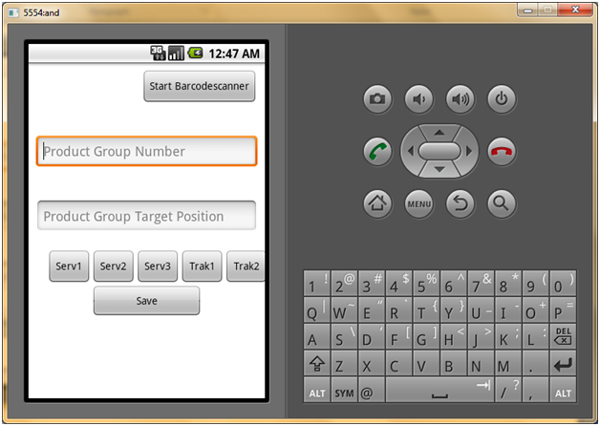 5554:and
3G
12:47 AM
Start Barcodescanner
Product Group Number
Product Group Target Position
Serv1 Serv2 Serv3 Trak1 Trak2
Save
MENU
1 ! 2 @ 3 # 4 $ 5 % 6 ^ 7 & 8 * 9 ( 0 )
Q | W ~ E " R ` T { Y } U _ I - O + P =
A S \ D ' F [ G ] H < J > K ; L : DEL
Z X C V B N M .
ALT SYM @ / ? , ALT